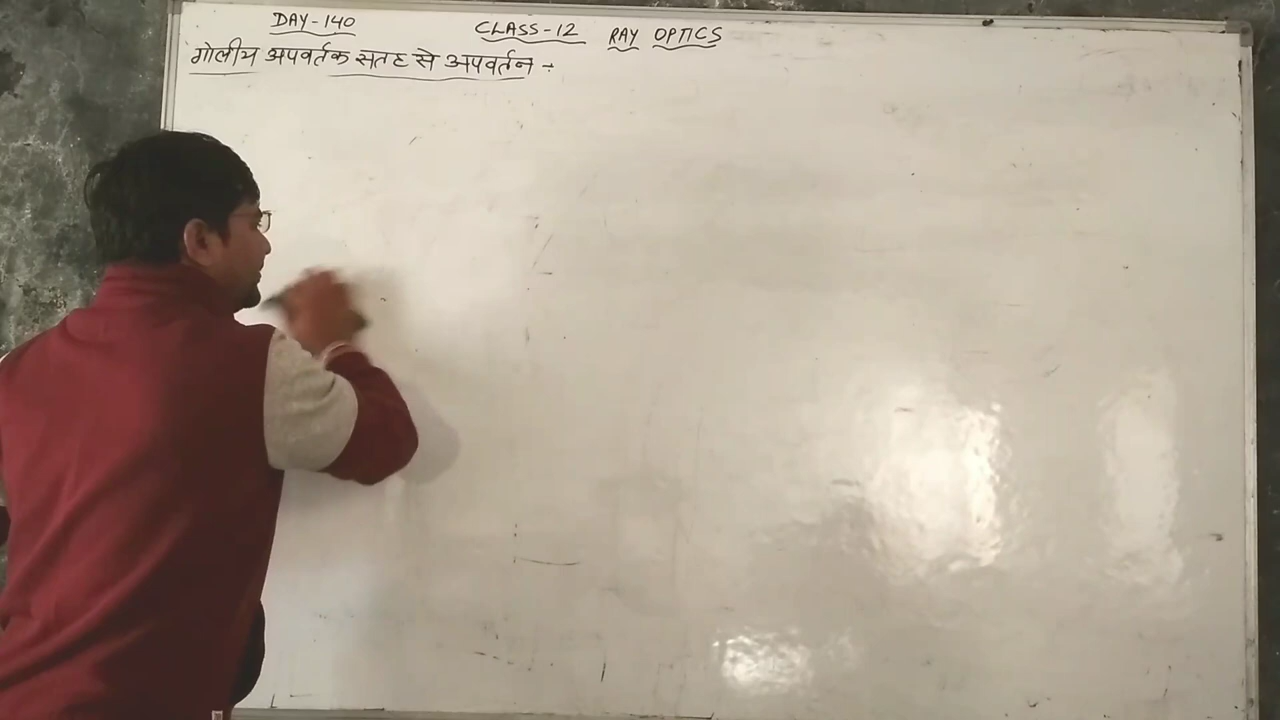 DAY-140 CLASS-12 RAY OPTICS
गोलीय अपवर्तक सतह से अपवर्तन ÷